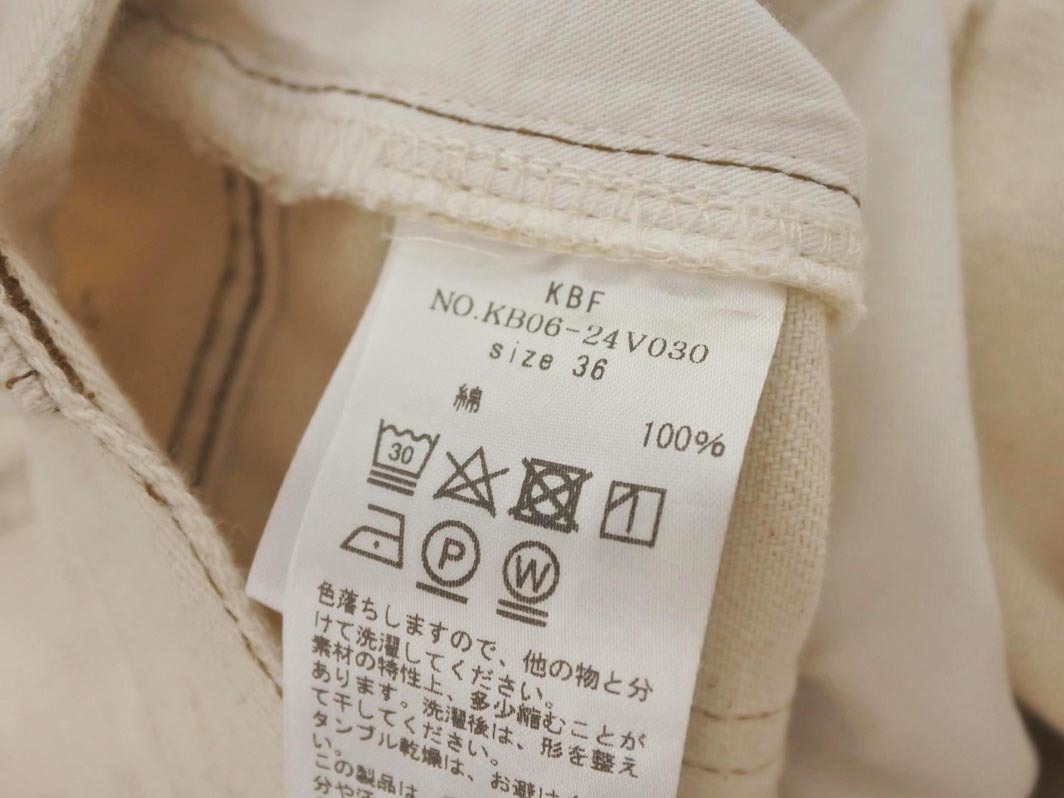 KBF
NO.KB06-24V030
size 36
綿 100%
30
P W
色落ちしますので、他の物と分
けて洗濯してください。
素材の特性上、多少縮むことが
あります。洗濯後は、形を整え
て干してください。
タンブル乾燥は、お避け
い。
この製品は
分や